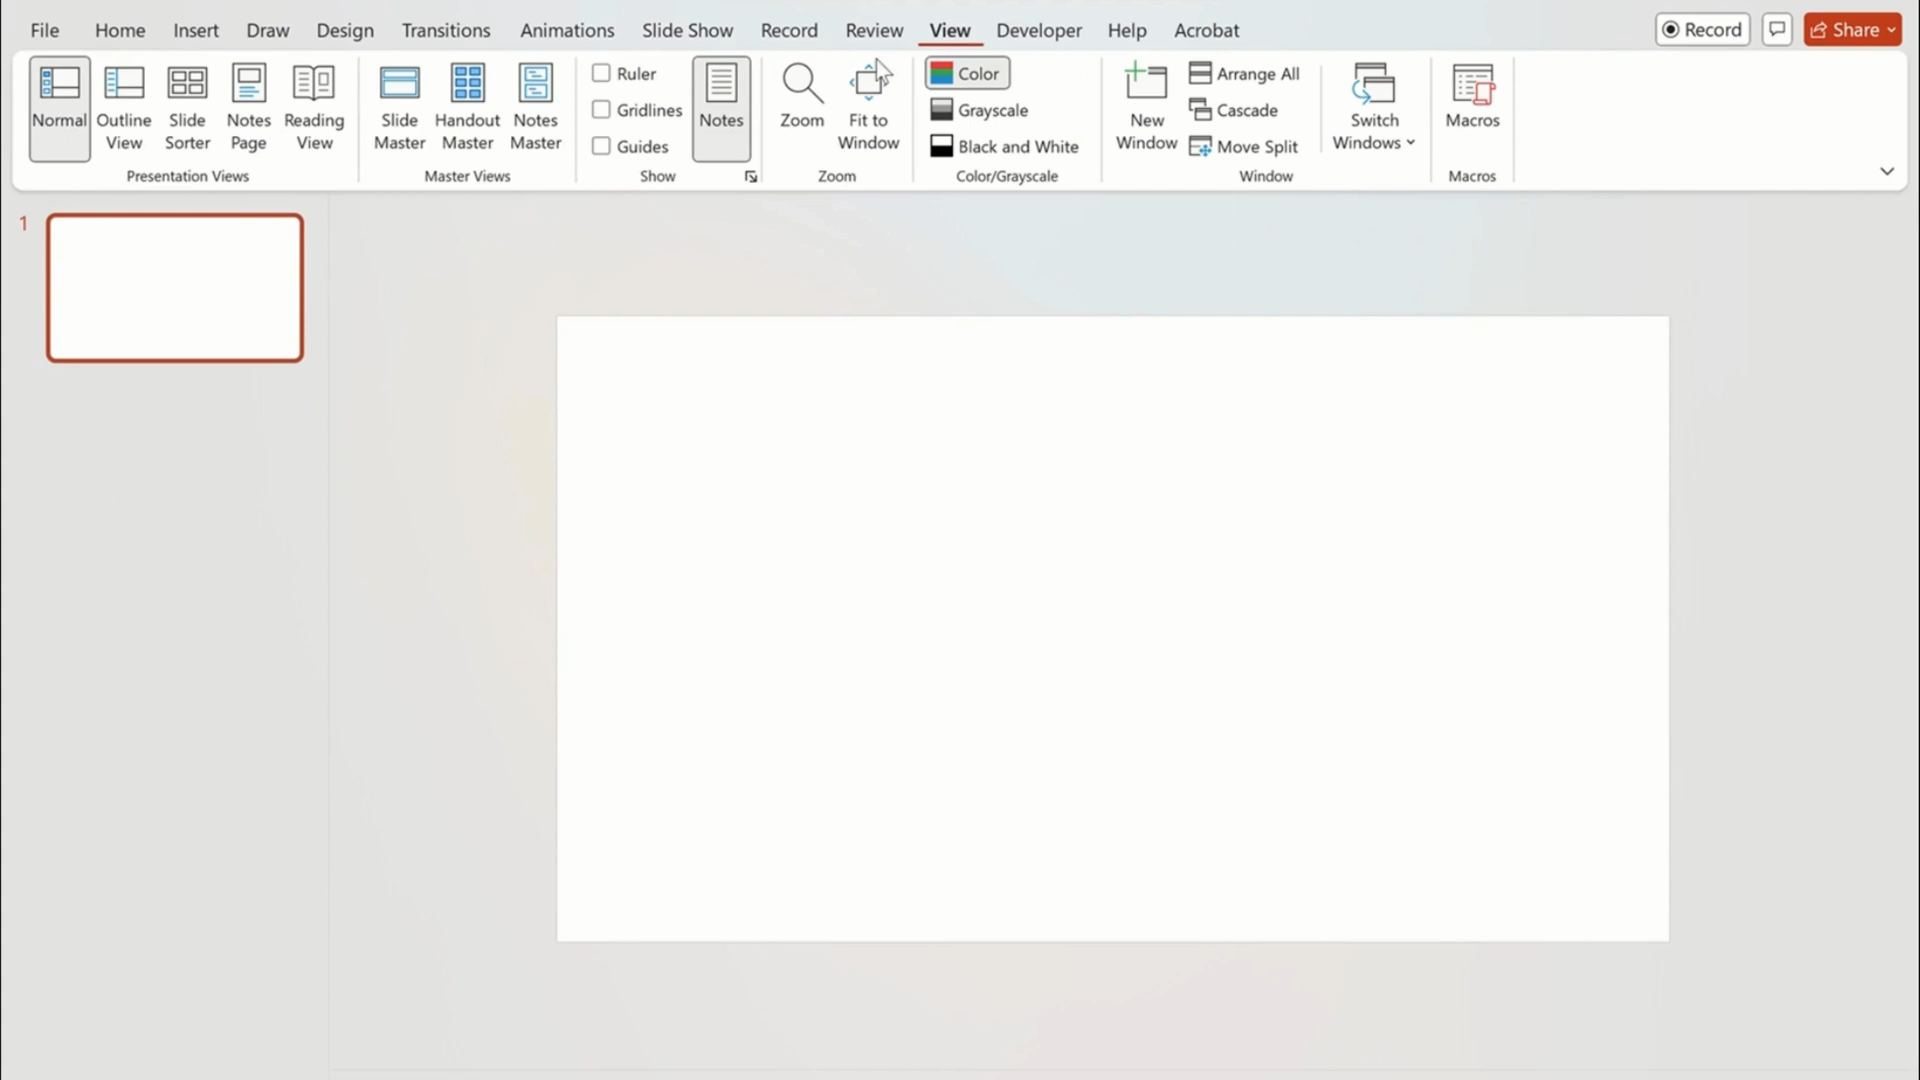 File Home Insert Draw Design Transitions Animations Slide Show Record Review View Developer Help Acrobat Record Share
Normal
Outline View
Slide Sorter
Notes Page
Reading View
Presentation Views
Slide Master
Handout Master
Notes Master
Master Views
Ruler
Gridlines
Guides
Notes
Show
Zoom
Fit to Window
Zoom
Color
Grayscale
Black and White
Color/Grayscale
New Window
Arrange All
Cascade
Move Split
Switch Windows
Window
Macros
Macros
1